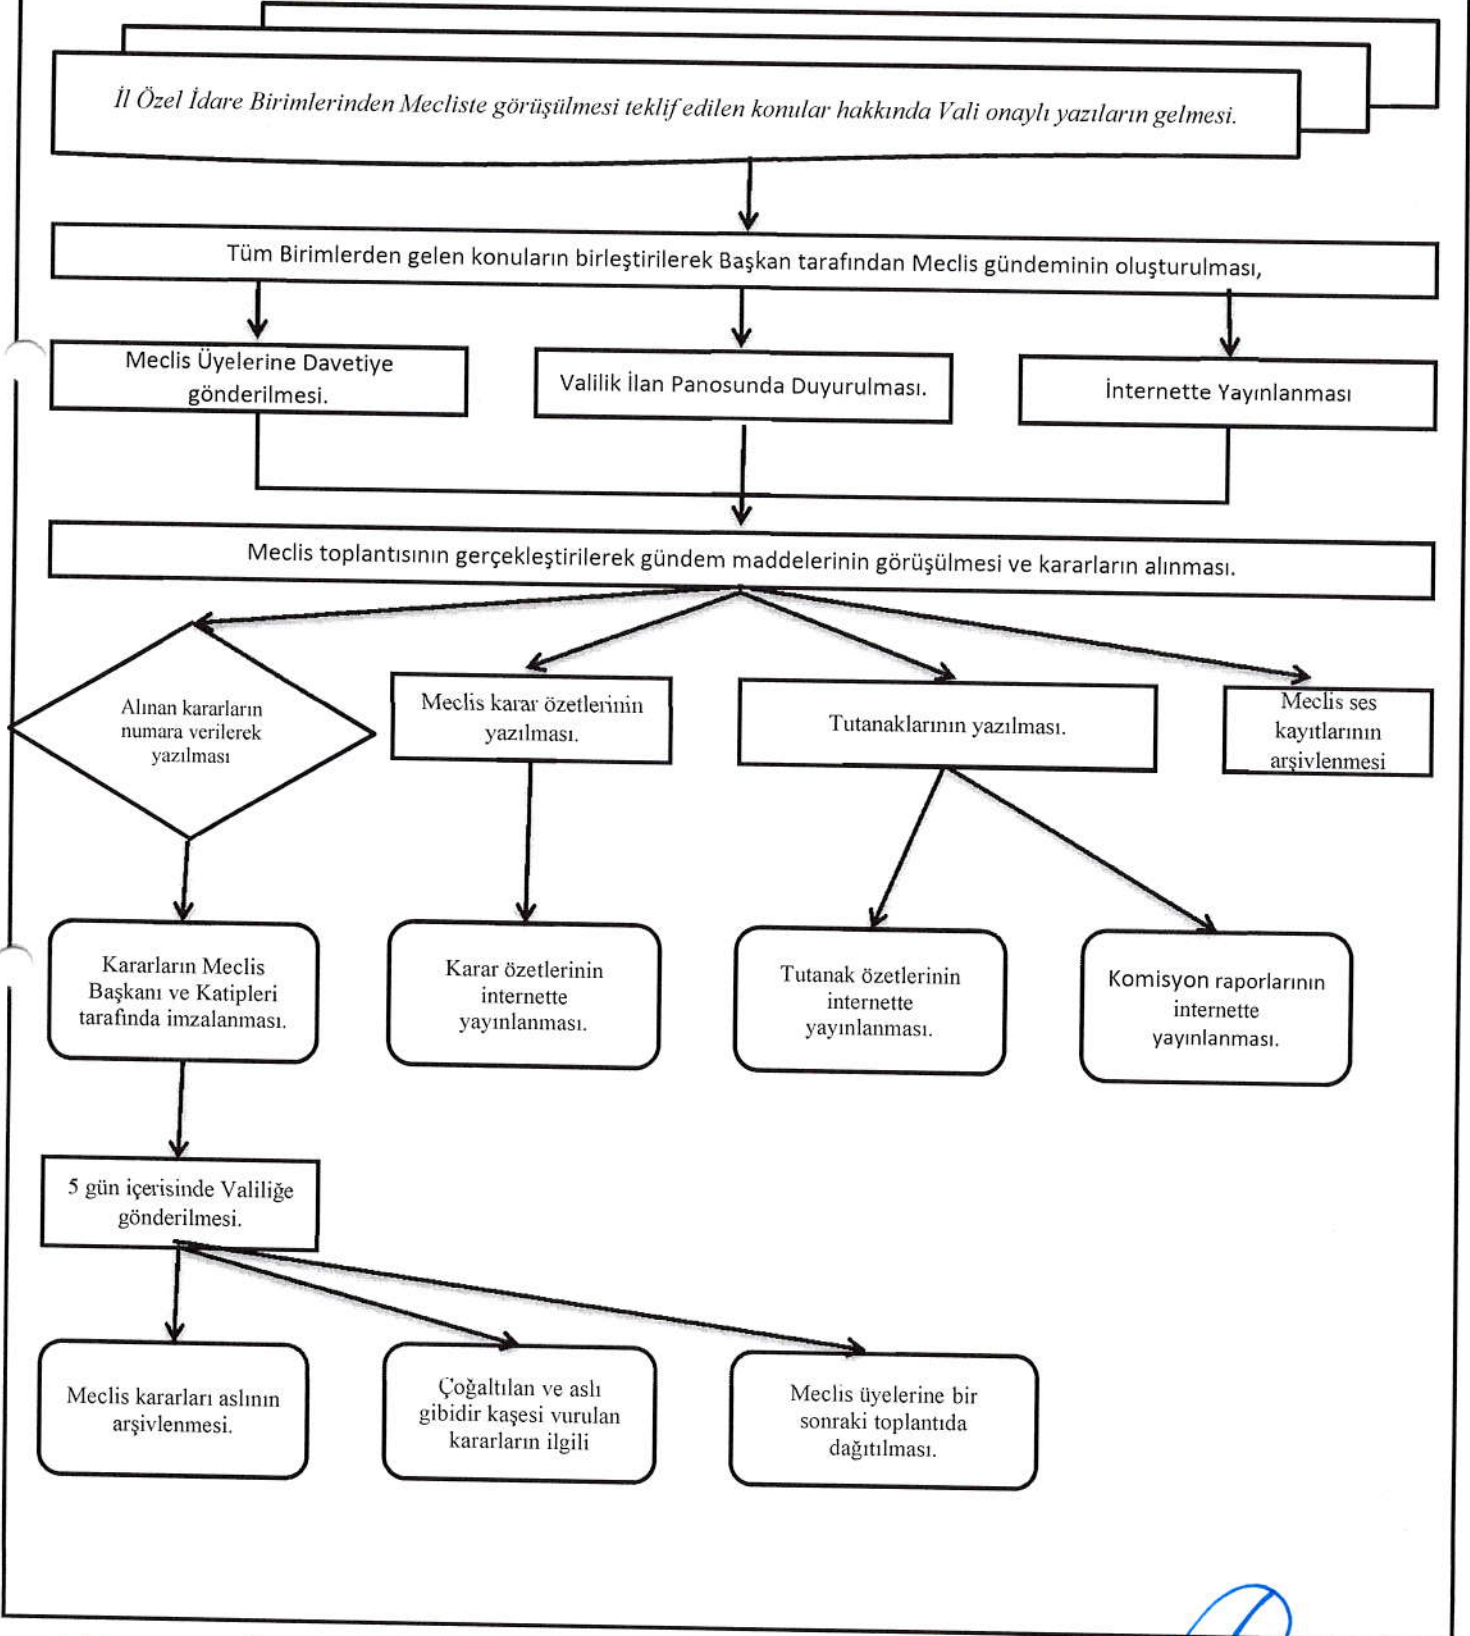 İl Özel İdare Birimlerinden Mecliste görüşülmesi teklif edilen konular hakkında Vali onaylı yazıların gelmesi.
Tüm Birimlerden gelen konuların birleştirilerek Başkan tarafından Meclis gündeminin oluşturulması,
Meclis Üyelerine Davetiye
gönderilmesi.
Valilik İlan Panosunda Duyurulması.
İnternette Yayınlanması
Meclis toplantısının gerçekleştirilerek gündem maddelerinin görüşülmesi ve kararların alınması.
Alınan kararların
numara verilerek
yazılması
Meclis karar özetlerinin
yazılması.
Tutanaklarının yazılması.
Meclis ses
kayıtlarının
arşivlenmesi
Kararların Meclis
Başkanı ve Katipleri
tarafında imzalanması.
Karar özetlerinin
internette
yayınlanması.
Tutanak özetlerinin
internette
yayınlanması.
Komisyon raporlarının
internette
yayınlanması.
5 gün içerisinde Valiliğe
gönderilmesi.
Meclis kararları aslının
arşivlenmesi.
Çoğaltılan ve aslı
gibidir kaşesi vurulan
kararların ilgili
Meclis üyelerine bir
sonraki toplantıda
dağıtılması.